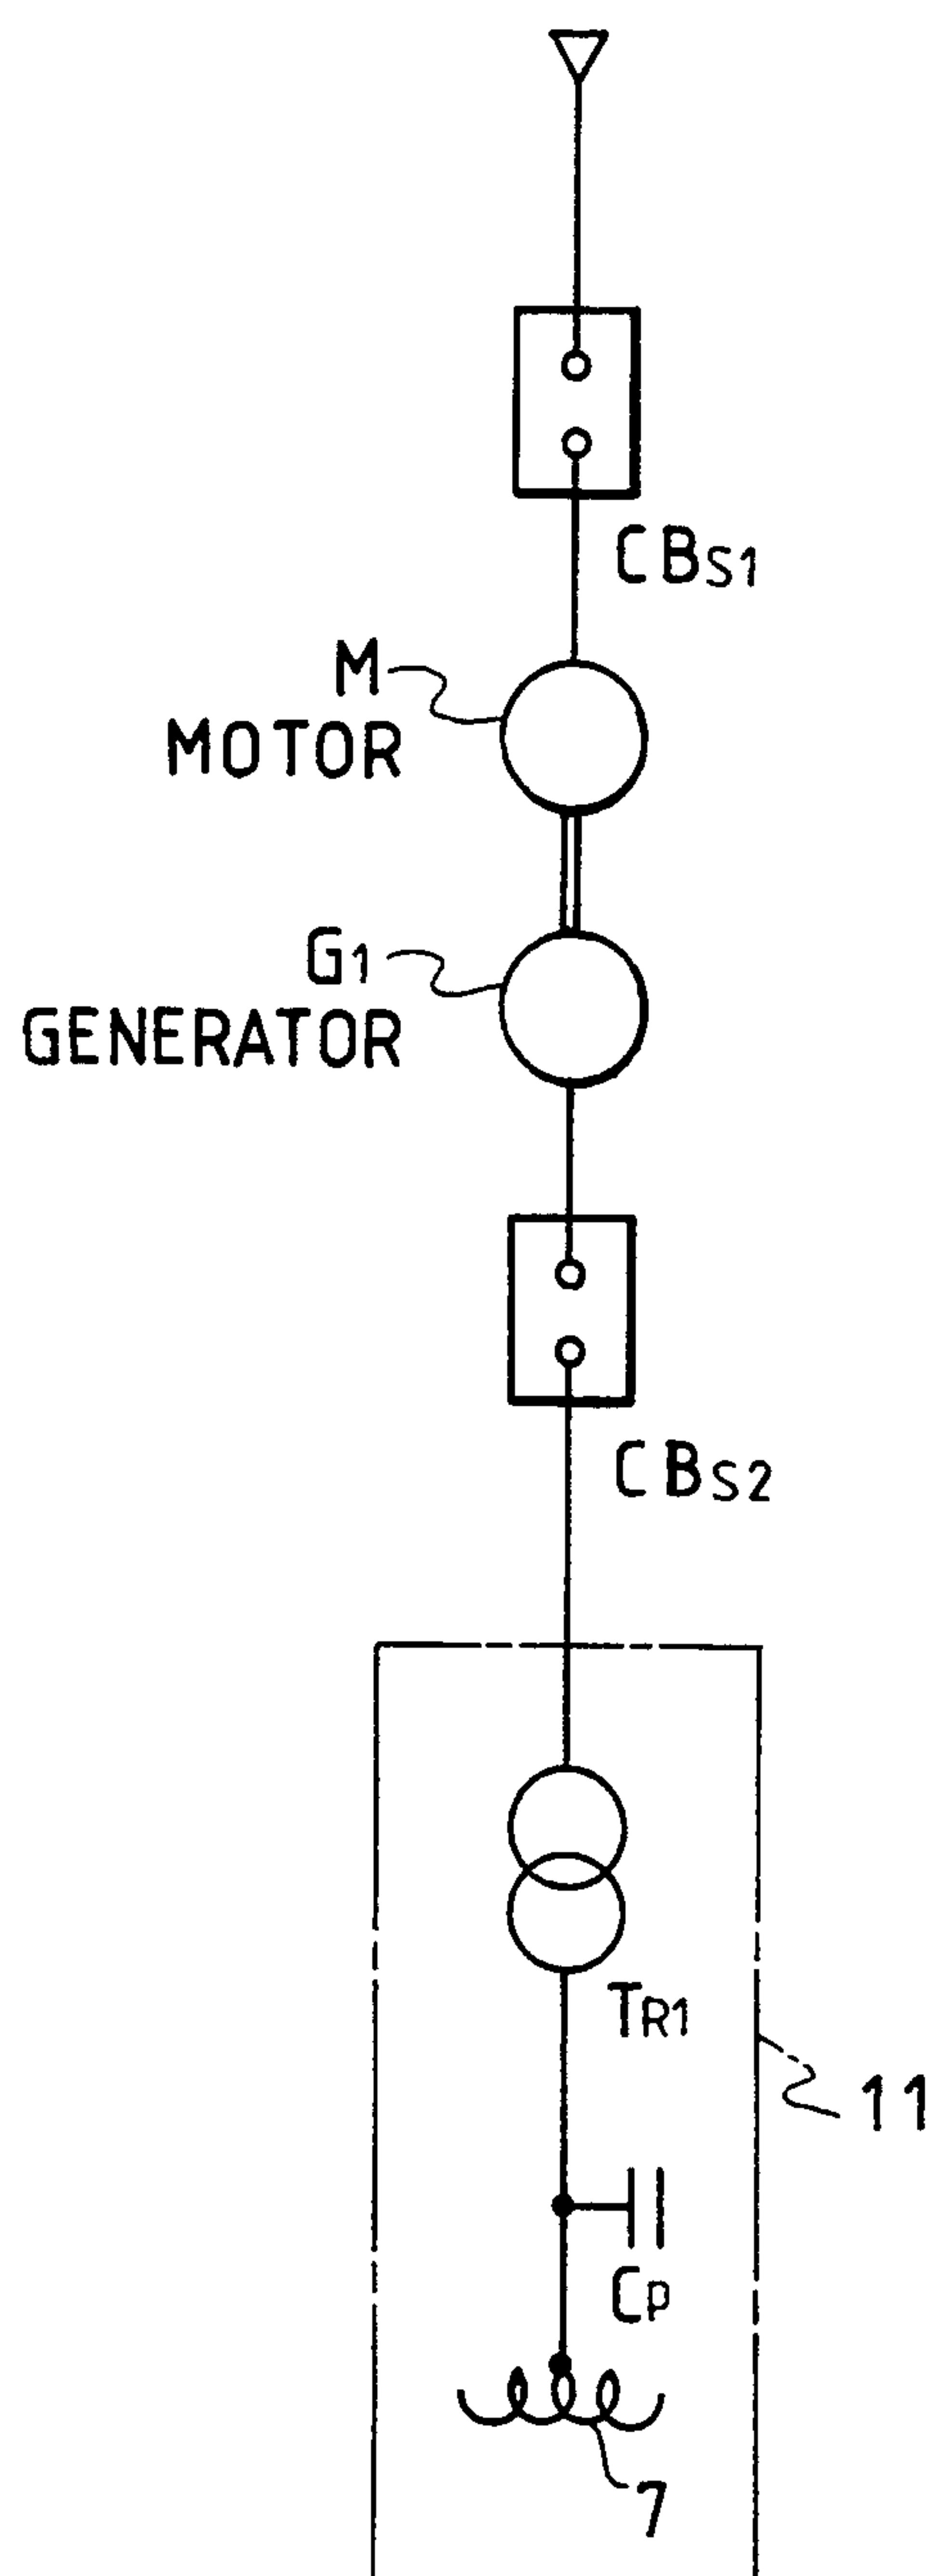 CBS1
M
MOTOR
G1
GENERATOR
CBS2
TR1
11
CP
7